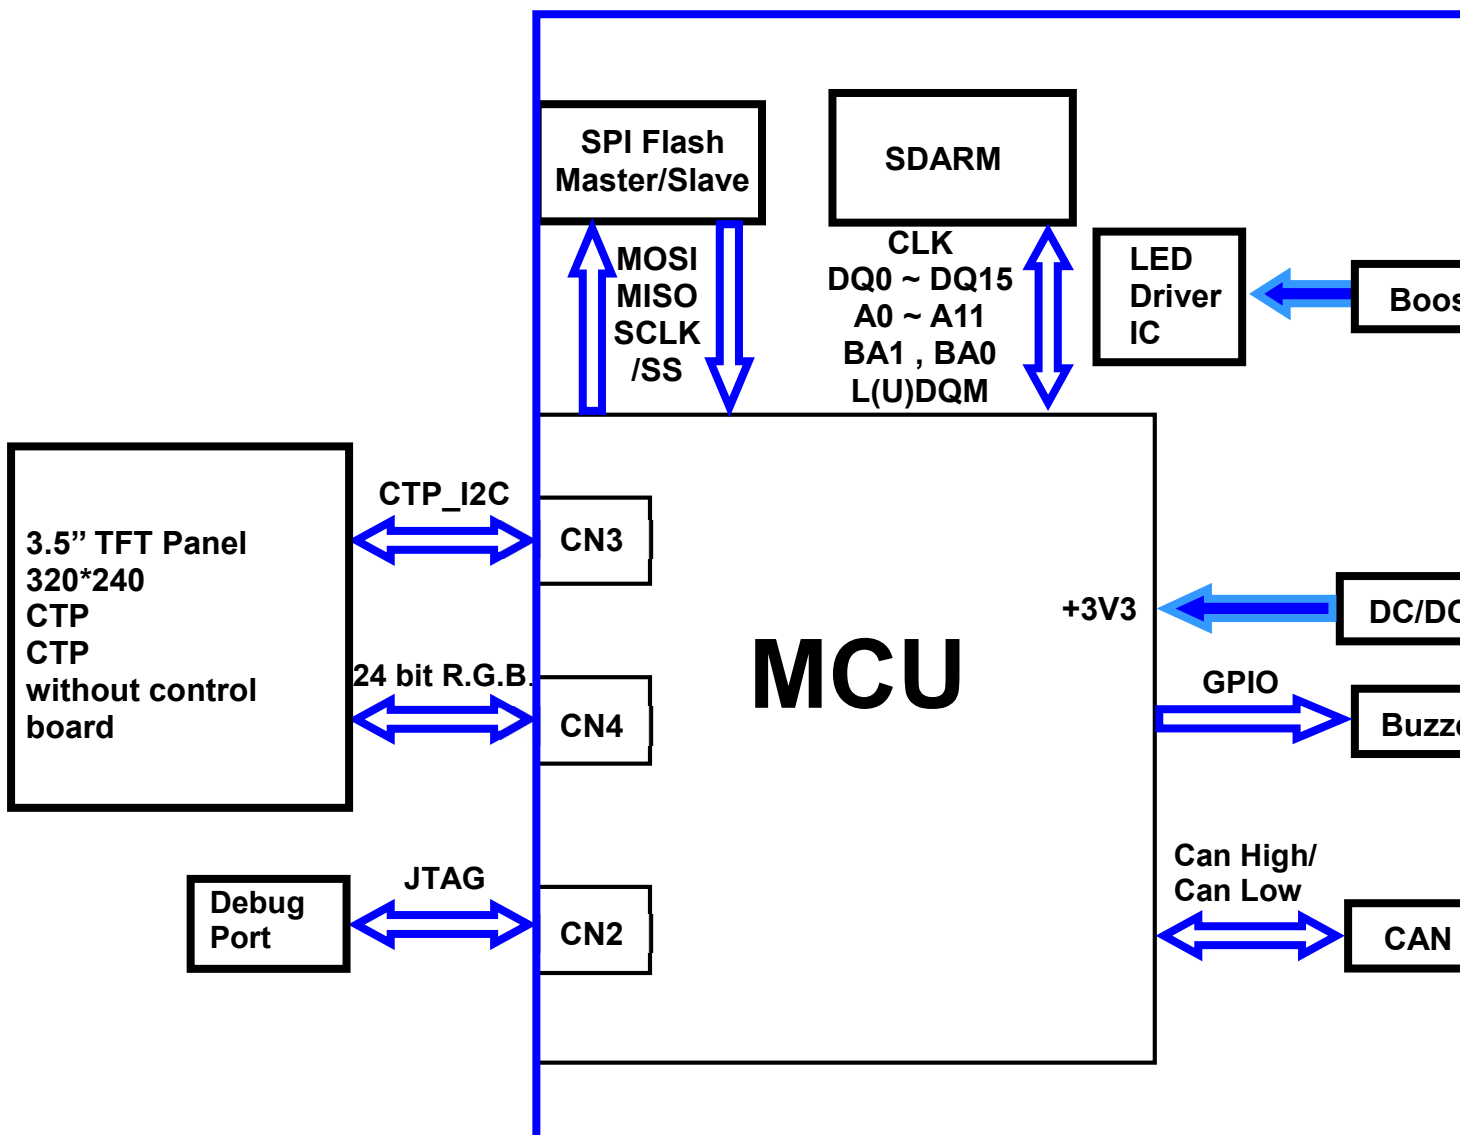 SPI Flash
Master/Slave
SDARM
MOSI
MISO
SCLK
/SS
CLK
DQ0 ~ DQ15
A0 ~ A11
BA1 , BA0
L(U)DQM
LED
Driver
IC
CTP_I2C
CN3
3.5” TFT Panel
320*240
CTP
CTP
without control
board
24 bit R.G.B.
CN4
MCU
+3V3
GPIO
JTAG
Debug
Port
CN2
Can High/
Can Low
CAN